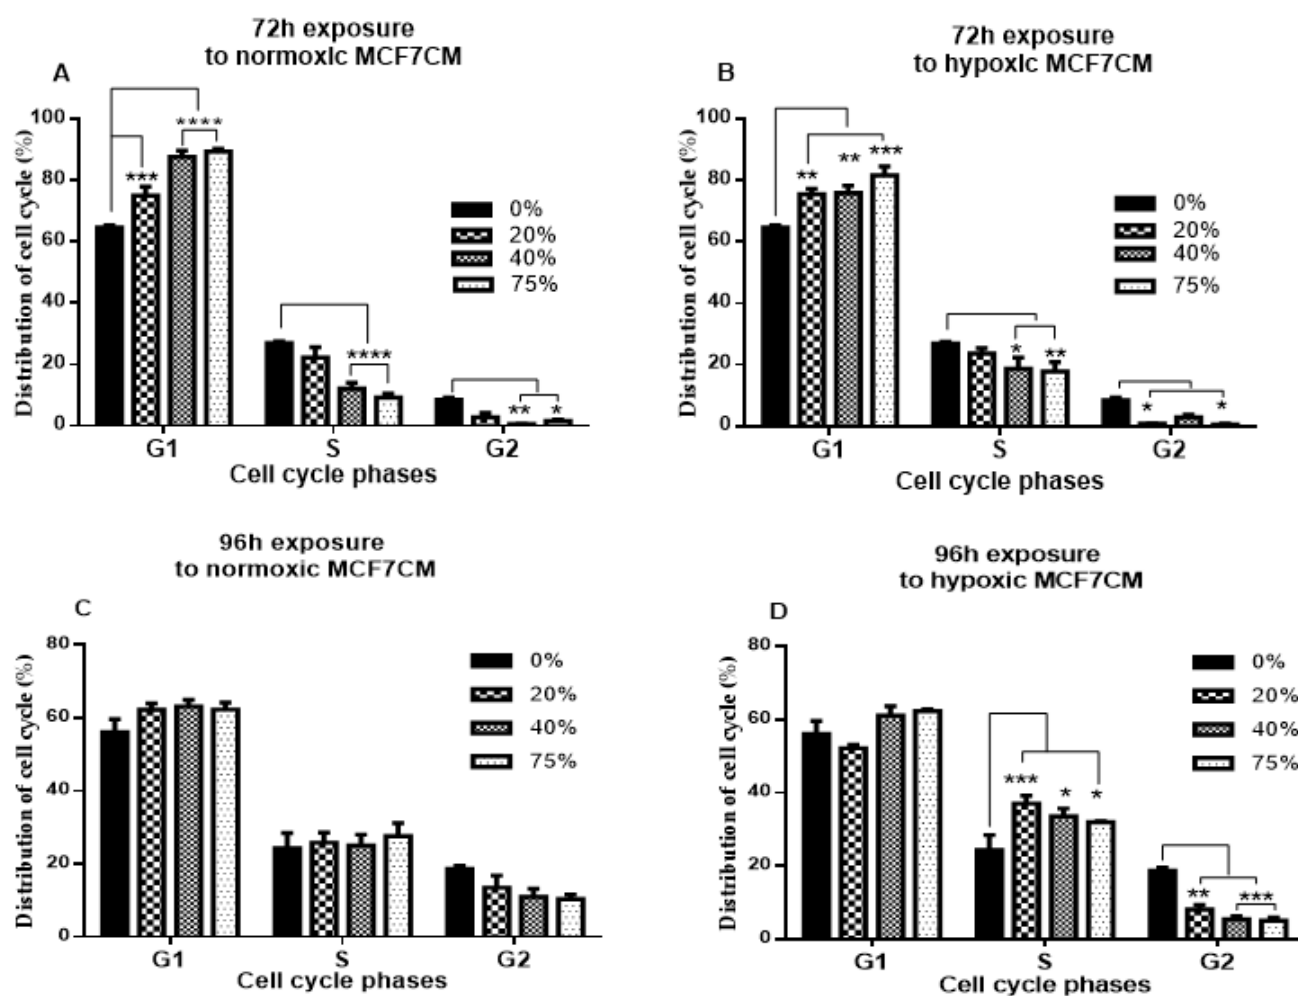 72h exposure
to normoxic MCF7CM
A
Distribution of cell cycle (%)
100
80
60
40
20
0
***
****
****
**
*
0%
20%
40%
75%
G1
S
G2
Cell cycle phases
72h exposure
to hypoxic MCF7CM
B
Distribution of cell cycle (%)
100
80
60
40
20
0
**
**
***
*
**
*
*
0%
20%
40%
75%
G1
S
G2
Cell cycle phases
96h exposure
to normoxic MCF7CM
C
Distribution of cell cycle (%)
80
60
40
20
0
0%
20%
40%
75%
G1
S
G2
Cell cycle phases
96h exposure
to hypoxic MCF7CM
D
Distribution of cell cycle (%)
80
60
40
20
0
***
*
*
**
***
0%
20%
40%
75%
G1
S
G2
Cell cycle phases